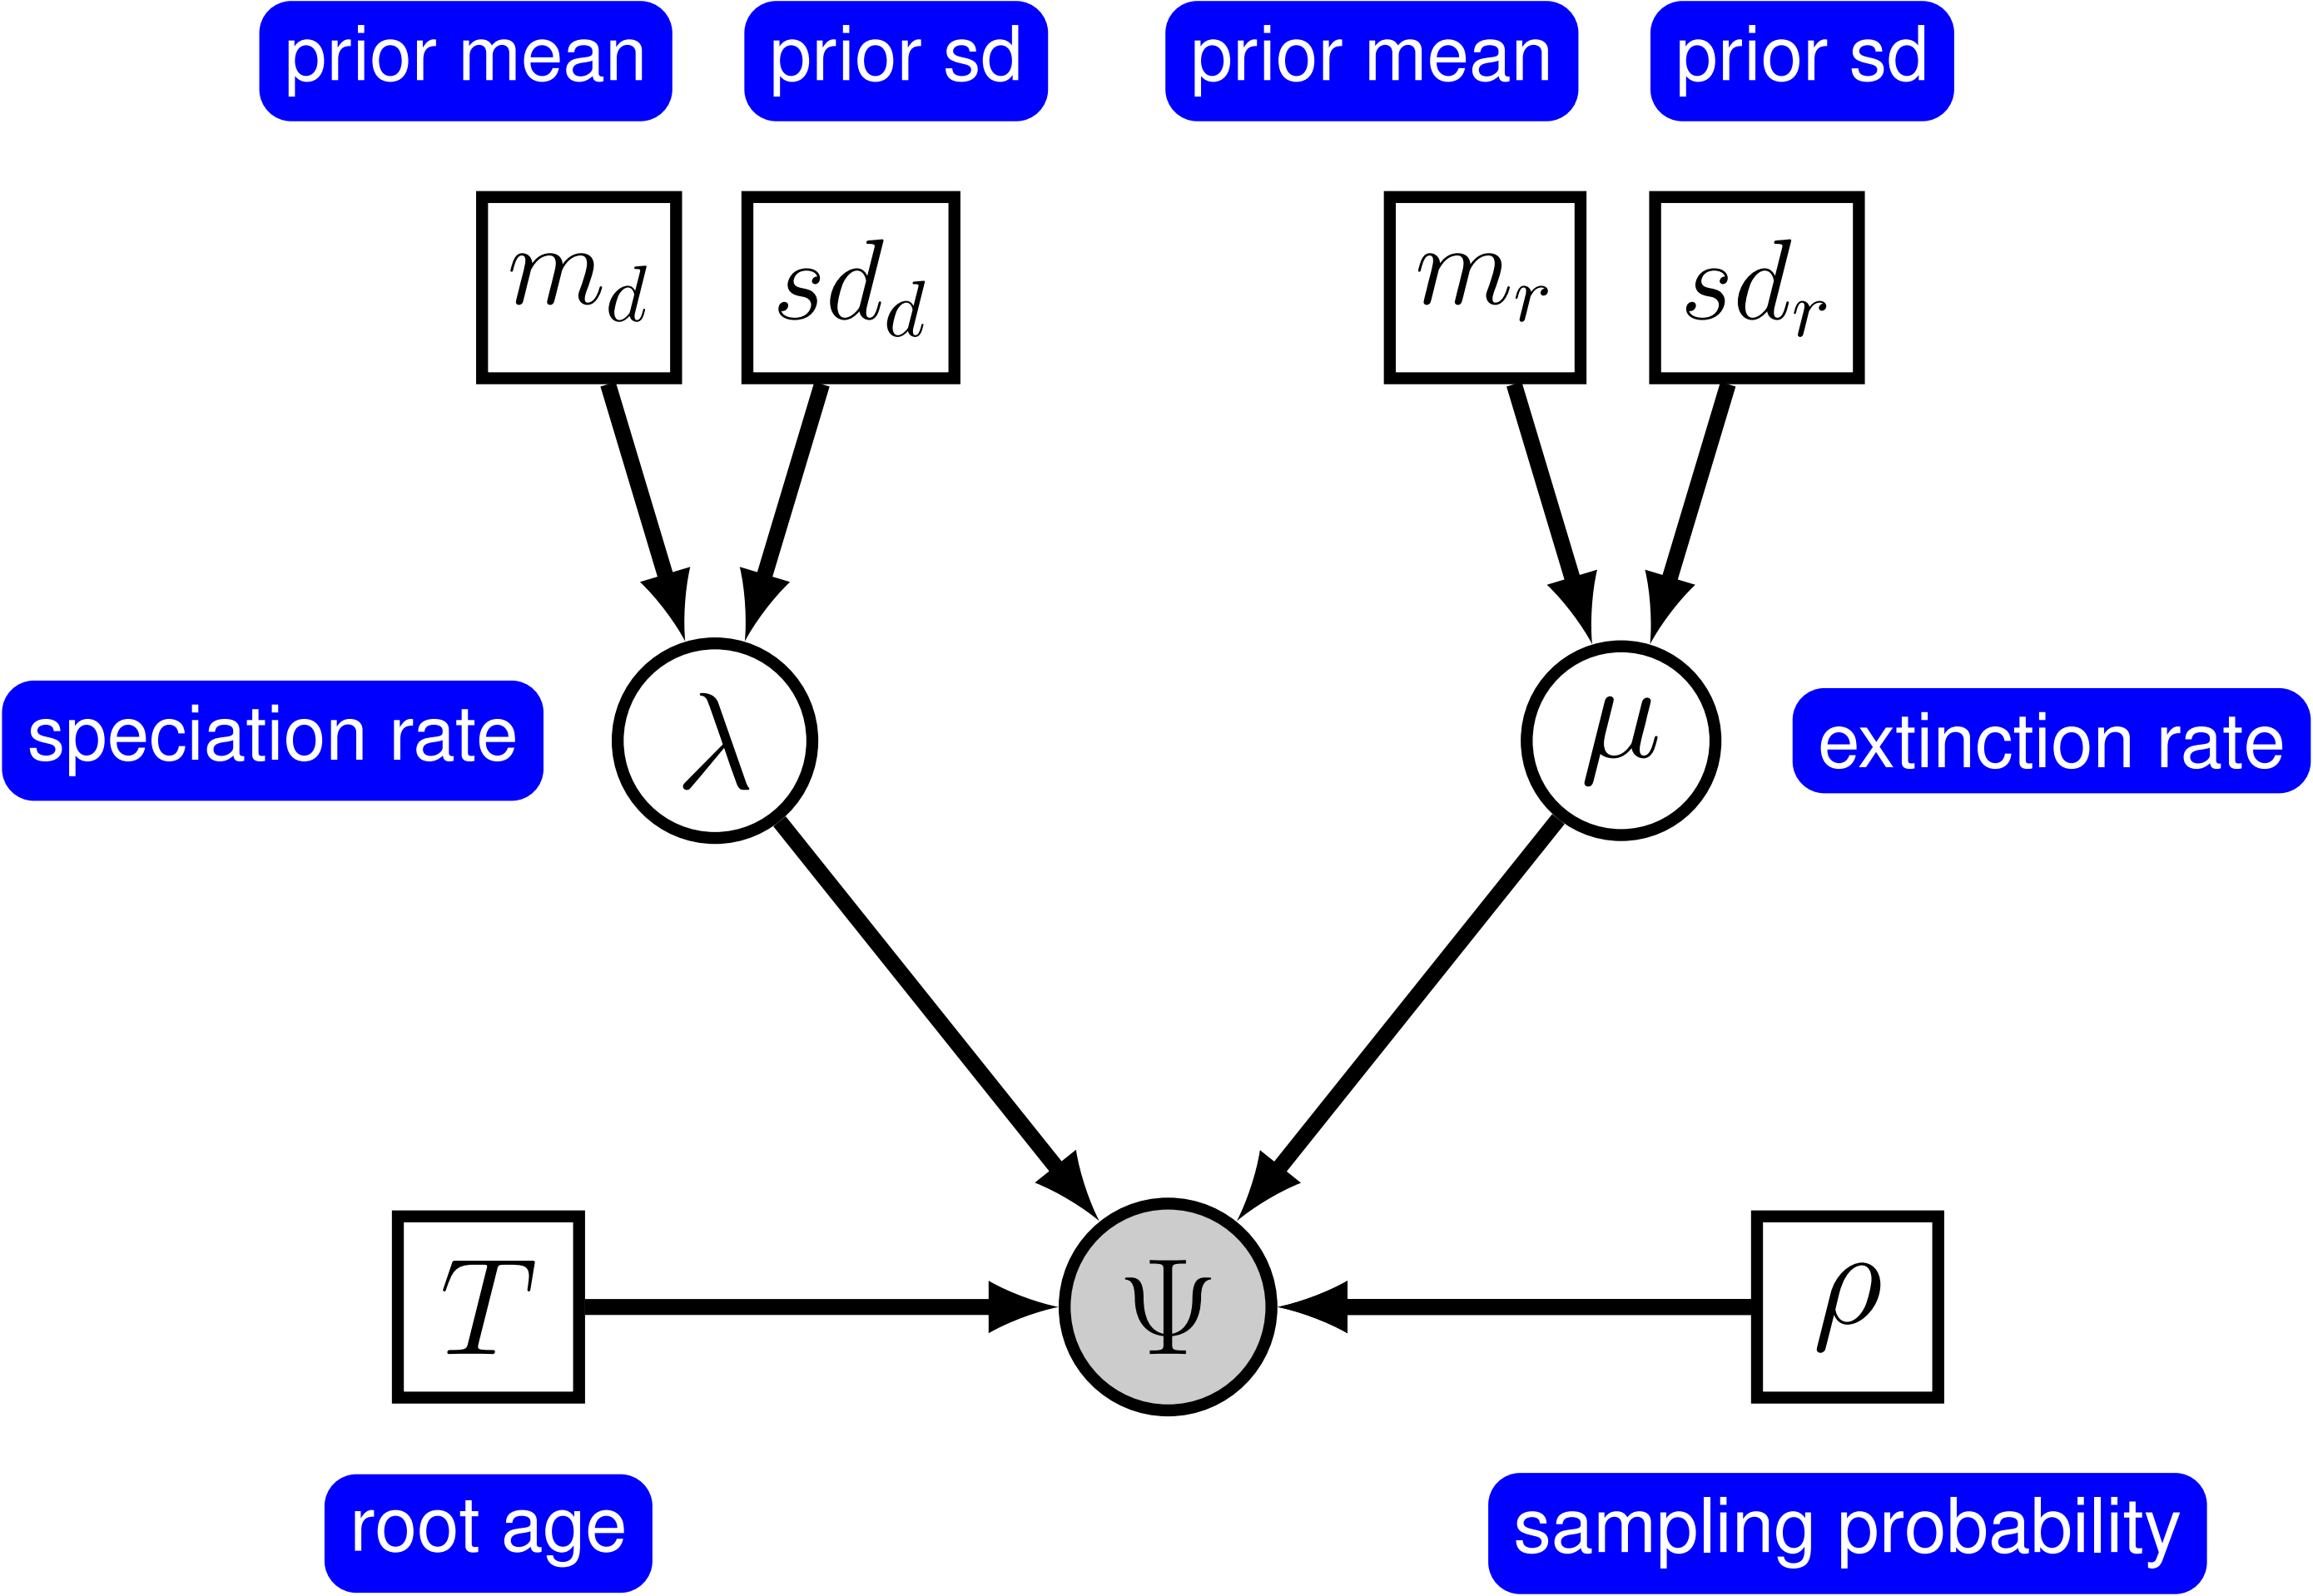 prior mean prior sd prior mean prior sd
m_d sd_d m_r sd_r
speciation rate λ μ extinction rate
T Ψ ρ
root age sampling probability